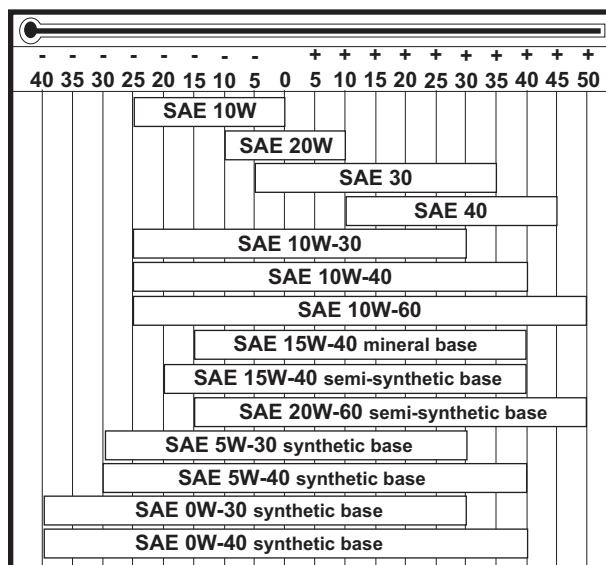 - - - - - - - - + + + + + + + + + +
40 35 30 25 20 15 10 5 0 5 10 15 20 25 30 35 40 45 50
SAE 10W
SAE 20W
SAE 30
SAE 40
SAE 10W-30
SAE 10W-40
SAE 10W-60
SAE 15W-40 mineral base
SAE 15W-40 semi-synthetic base
SAE 20W-60 semi-synthetic base
SAE 5W-30 synthetic base
SAE 5W-40 synthetic base
SAE 0W-30 synthetic base
SAE 0W-40 synthetic base